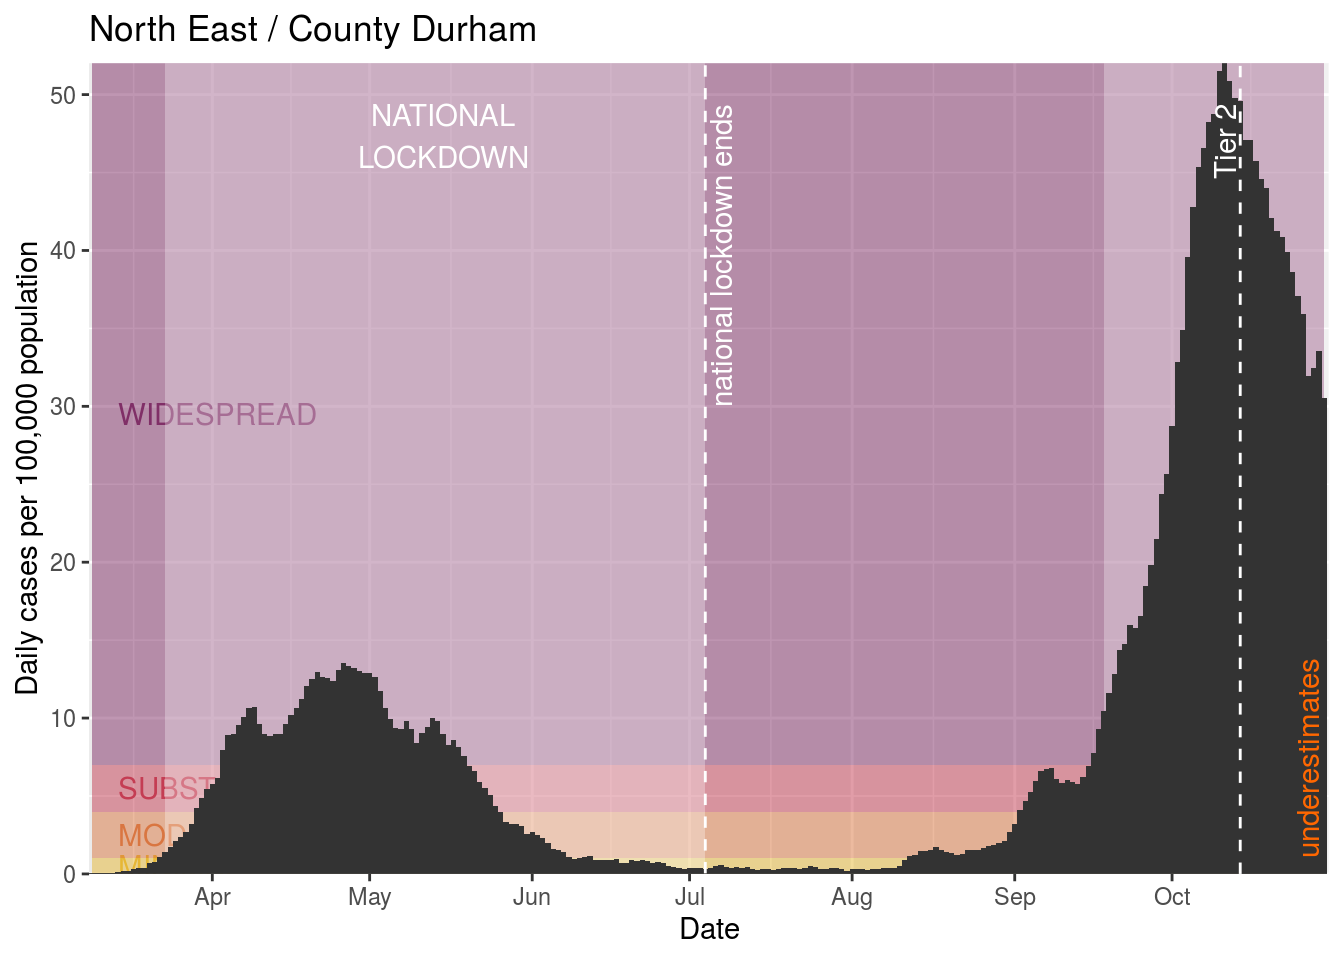 North East / County Durham
Daily cases per 100,000 population
50
40
30
20
10
0
NATIONAL
LOCKDOWN
national lockdown ends
Tier 2
WIDESPREAD
SUBST
MOD
underestimates
Apr
May
Jun
Jul
Aug
Sep
Oct
Date